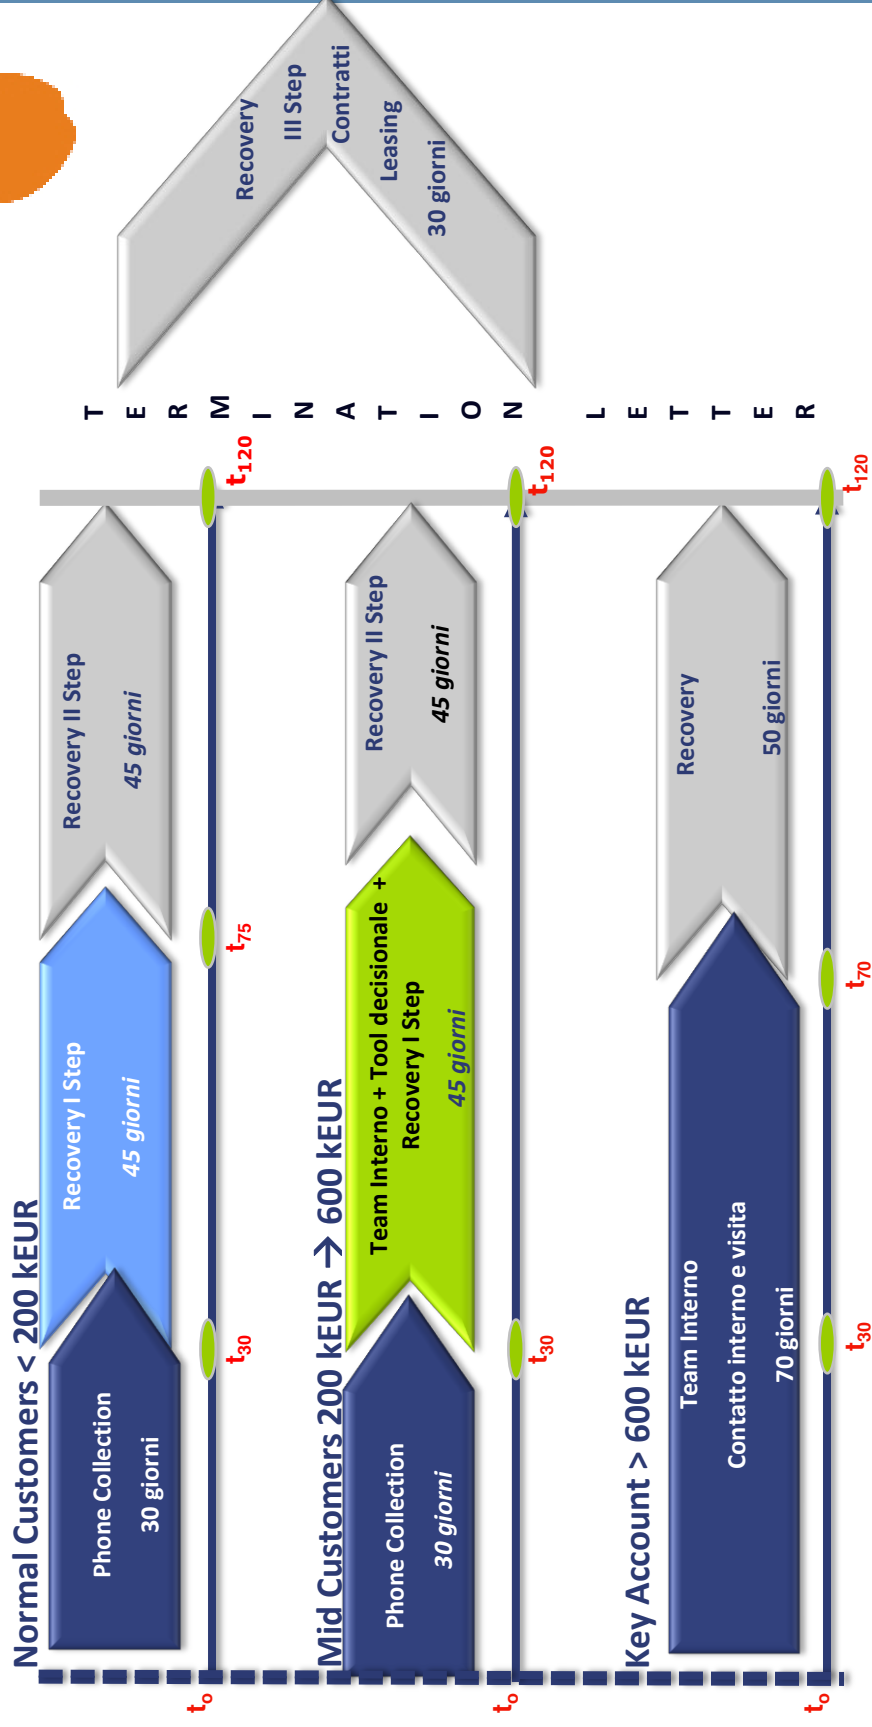 Normal Customers < 200 kEUR
Phone Collection
30 giorni
Recovery I Step
45 giorni
Recovery II Step
45 giorni
t0
t30
t75
t120
Mid Customers 200 kEUR → 600 kEUR
Phone Collection
30 giorni
Team Interno + Tool decisionale +
Recovery I Step
45 giorni
Recovery II Step
45 giorni
t0
t30
t120
Key Account > 600 kEUR
Team Interno
Contatto interno e visita
70 giorni
Recovery
50 giorni
t0
t30
t70
t120
TERMINATION LETTER
Recovery
III Step
Contratti
Leasing
30 giorni